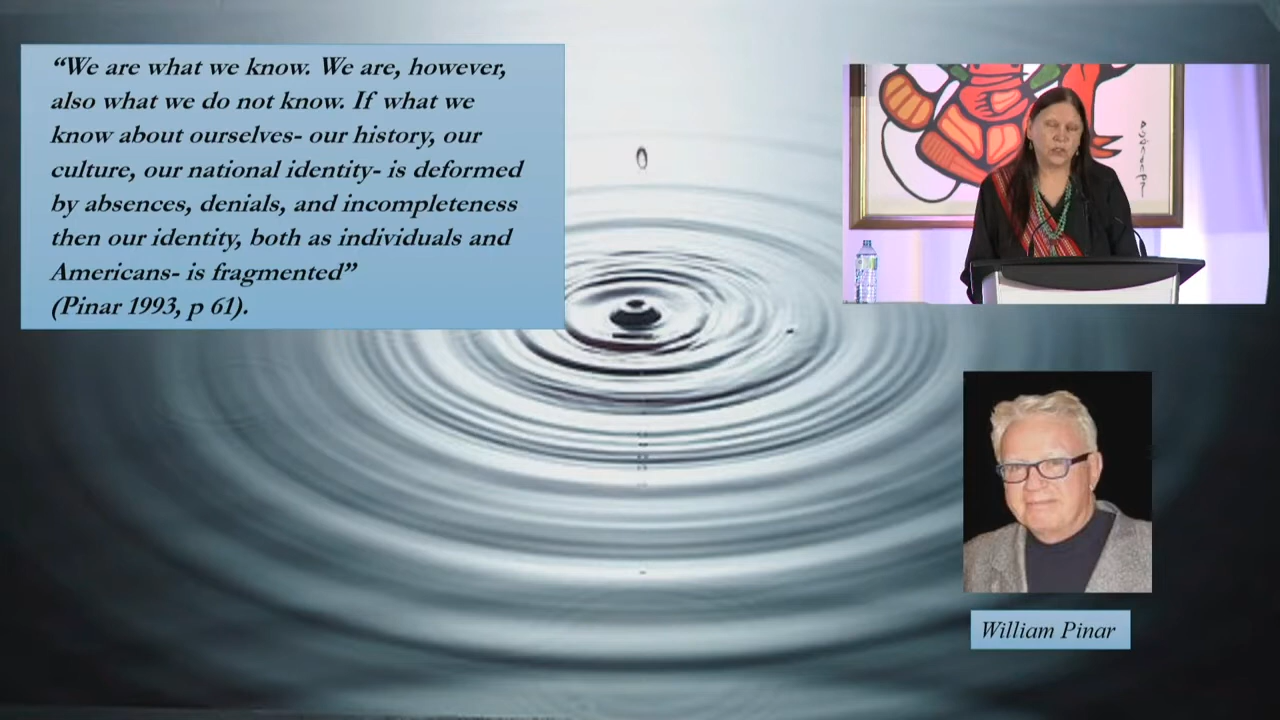 “We are what we know. We are, however,
also what we do not know. If what we
know about ourselves- our history, our
culture, our national identity- is deformed
by absences, denials, and incompleteness
then our identity, both as individuals and
Americans- is fragmented”
(Pinar 1993, p 61).
William Pinar